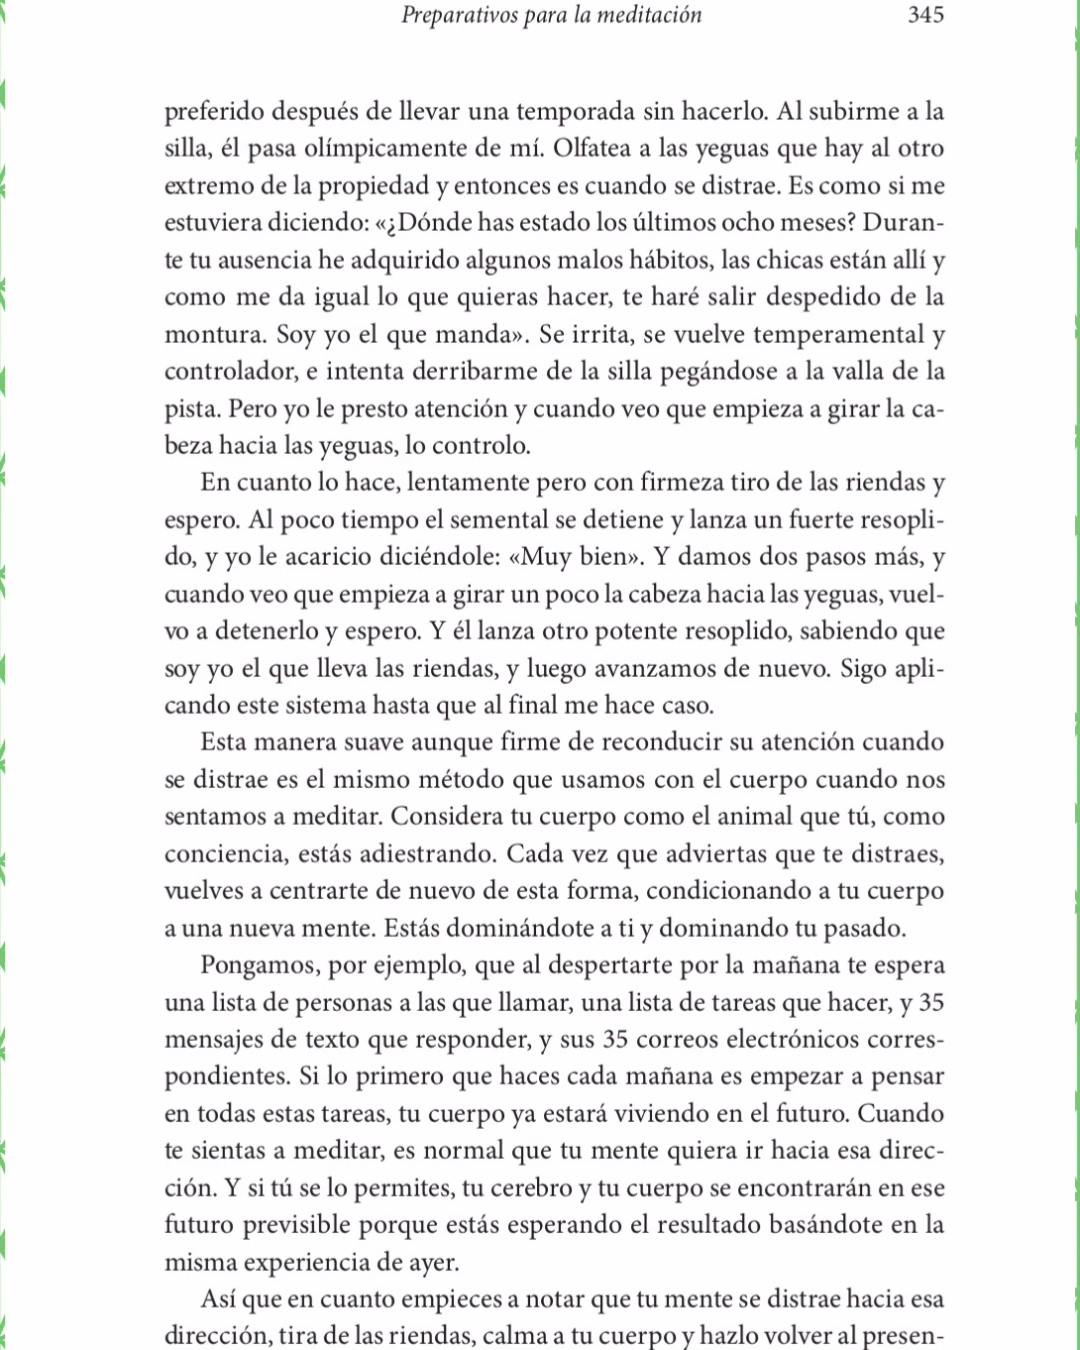 Preparativos para la meditación 345
preferido después de llevar una temporada sin hacerlo. Al subirme a la
silla, él pasa olímpicamente de mí. Olfatea a las yeguas que hay al otro
extremo de la propiedad y entonces es cuando se distrae. Es como si me
estuviera diciendo: «¿Dónde has estado los últimos ocho meses? Duran-
te tu ausencia he adquirido algunos malos hábitos, las chicas están allí y
como me da igual lo que quieras hacer, te haré salir despedido de la
montura. Soy yo el que manda». Se irrita, se vuelve temperamental y
controlador, e intenta derribarme de la silla pegándose a la valla de la
pista. Pero yo le presto atención y cuando veo que empieza a girar la ca-
beza hacia las yeguas, lo controlo.
En cuanto lo hace, lentamente pero con firmeza tiro de las riendas y
espero. Al poco tiempo el semental se detiene y lanza un fuerte resopli-
do, y yo le acaricio diciéndole: «Muy bien». Y damos dos pasos más, y
cuando veo que empieza a girar un poco la cabeza hacia las yeguas, vuel-
vo a detenerlo y espero. Y él lanza otro potente resoplido, sabiendo que
soy yo el que lleva las riendas, y luego avanzamos de nuevo. Sigo apli-
cando este sistema hasta que al final me hace caso.
Esta manera suave aunque firme de reconducir su atención cuando
se distrae es el mismo método que usamos con el cuerpo cuando nos
sentamos a meditar. Considera tu cuerpo como el animal que tú, como
conciencia, estás adiestrando. Cada vez que adviertas que te distraes,
vuelves a centrarte de nuevo de esta forma, condicionando a tu cuerpo
a una nueva mente. Estás dominándote a ti y dominando tu pasado.
Pongamos, por ejemplo, que al despertarte por la mañana te espera
una lista de personas a las que llamar, una lista de tareas que hacer, y 35
mensajes de texto que responder, y sus 35 correos electrónicos corres-
pondientes. Si lo primero que haces cada mañana es empezar a pensar
en todas estas tareas, tu cuerpo ya estará viviendo en el futuro. Cuando
te sientas a meditar, es normal que tu mente quiera ir hacia esa direc-
ción. Y si tú se lo permites, tu cerebro y tu cuerpo se encontrarán en ese
futuro previsible porque estás esperando el resultado basándote en la
misma experiencia de ayer.
Así que en cuanto empieces a notar que tu mente se distrae hacia esa
dirección, tira de las riendas, calma a tu cuerpo y hazlo volver al presen-